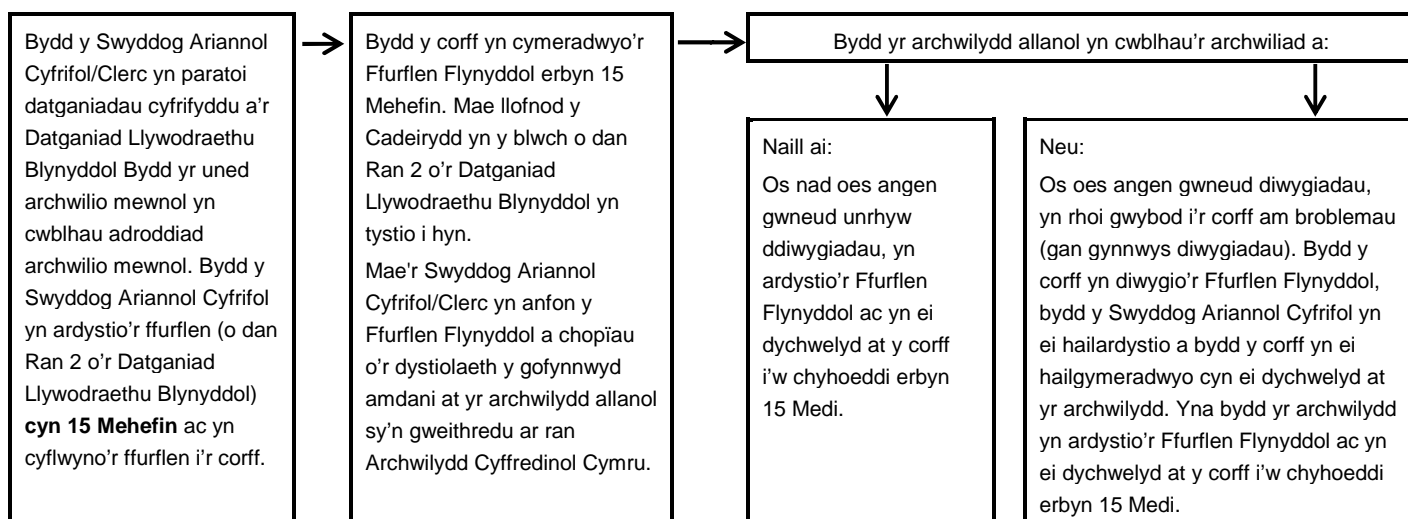 Bydd y Swyddog Ariannol
Cyfrifol/Clerc yn paratoi
datganiadau cyfrifyddu a'r
Datganiad Llywodraethu
Blynyddol Bydd yr uned
archwilio mewnol yn
cwblhau adroddiad
archwilio mewnol. Bydd y
Swyddog Ariannol Cyfrifol
yn ardystio’r ffurflen (o dan
Ran 2 o’r Datganiad
Llywodraethu Blynyddol)
cyn 15 Mehefin ac yn
cyflwyno’r ffurflen i’r corff.
Bydd y corff yn cymeradwyo’r
Ffurflen Flynyddol erbyn 15
Mehefin. Mae llofnod y
Cadeirydd yn y blwch o dan
Ran 2 o’r Datganiad
Llywodraethu Blynyddol yn
tystio i hyn.
Mae'r Swyddog Ariannol
Cyfrifol/Clerc yn anfon y
Ffurflen Flynyddol a chopïau
o’r dystiolaeth y gofynnwyd
amdani at yr archwilydd allanol
sy’n gweithredu ar ran
Archwilydd Cyffredinol Cymru.
Bydd yr archwilydd allanol yn cwblhau'r archwiliad a:
Naill ai:
Os nad oes angen
gwneud unrhyw
ddiwygiadau, yn
ardystio’r Ffurflen
Flynyddol ac yn ei
dychwelyd at y corff
i’w chyhoeddi erbyn
15 Medi.
Neu:
Os oes angen gwneud diwygiadau,
yn rhoi gwybod i’r corff am broblemau
(gan gynnwys diwygiadau). Bydd y
corff yn diwygio’r Ffurflen Flynyddol,
bydd y Swyddog Ariannol Cyfrifol yn
ei hailardystio a bydd y corff yn ei
hailgymeradwyo cyn ei dychwelyd at
yr archwilydd. Yna bydd yr archwilydd
yn ardystio’r Ffurflen Flynyddol ac yn
ei dychwelyd at y corff i’w chyhoeddi
erbyn 15 Medi.